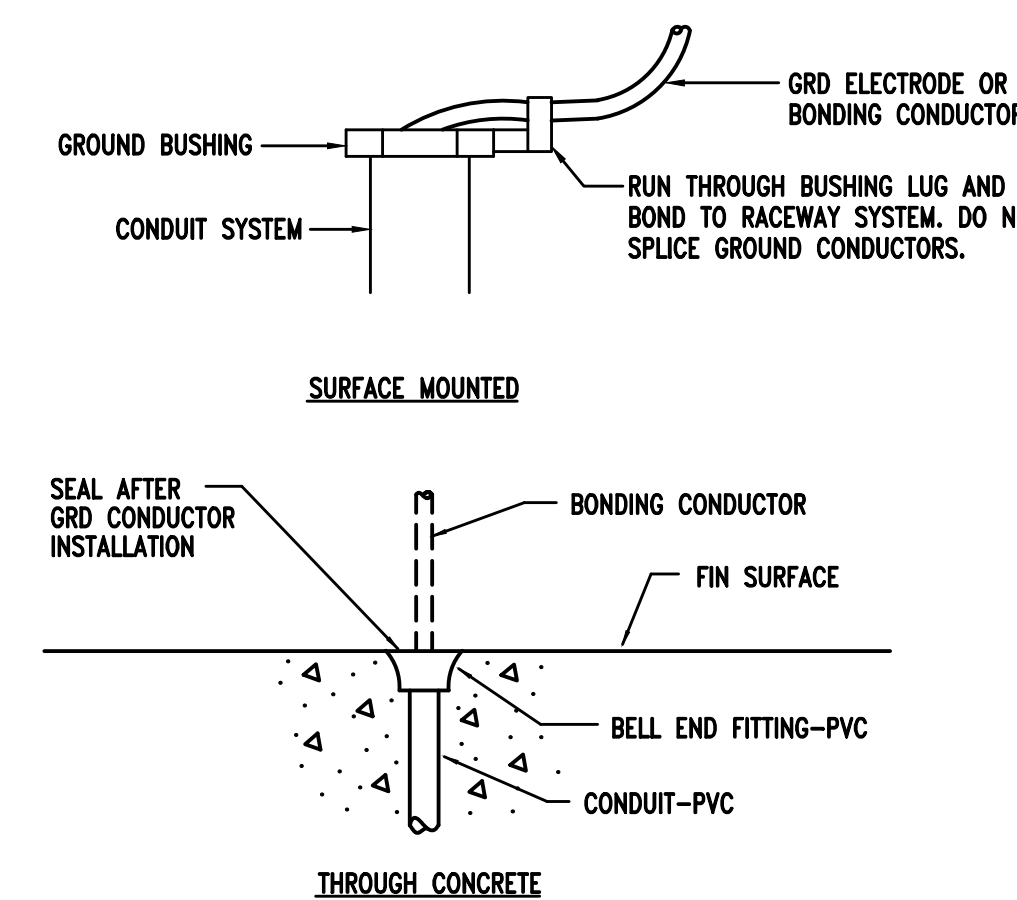 GRD ELECTRODE OR
BONDING CONDUCTOR
GROUND BUSHING
RUN THROUGH BUSHING LUG AND
BOND TO RACEWAY SYSTEM. DO N
SPLICE GROUND CONDUCTORS.
CONDUIT SYSTEM
SURFACE MOUNTED
SEAL AFTER
GRD CONDUCTOR
INSTALLATION
BONDING CONDUCTOR
FIN SURFACE
BELL END FITTING-PVC
CONDUIT-PVC
THROUGH CONCRETE